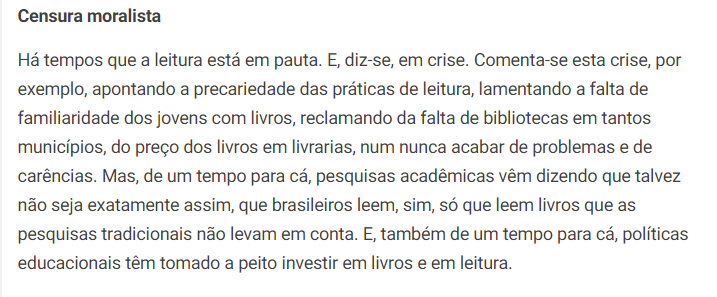 Censura moralista
Há tempos que a leitura está em pauta. E, diz-se, em crise. Comenta-se esta crise, por
exemplo, apontando a precariedade das práticas de leitura, lamentando a falta de
familiaridade dos jovens com livros, reclamando da falta de bibliotecas em tantos
municípios, do preço dos livros em livrarias, num nunca acabar de problemas e de
carências. Mas, de um tempo para cá, pesquisas acadêmicas vêm dizendo que talvez
não seja exatamente assim, que brasileiros leem, sim, só que leem livros que as
pesquisas tradicionais não levam em conta. E, também de um tempo para cá, políticas
educacionais têm tomado a peito investir em livros e em leitura.